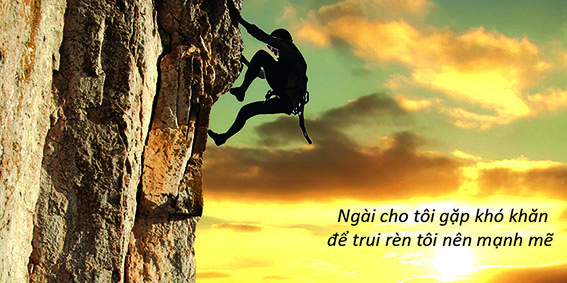 Ngài cho tôi gặp khó khăn
để trui rèn tôi nên mạnh mẽ